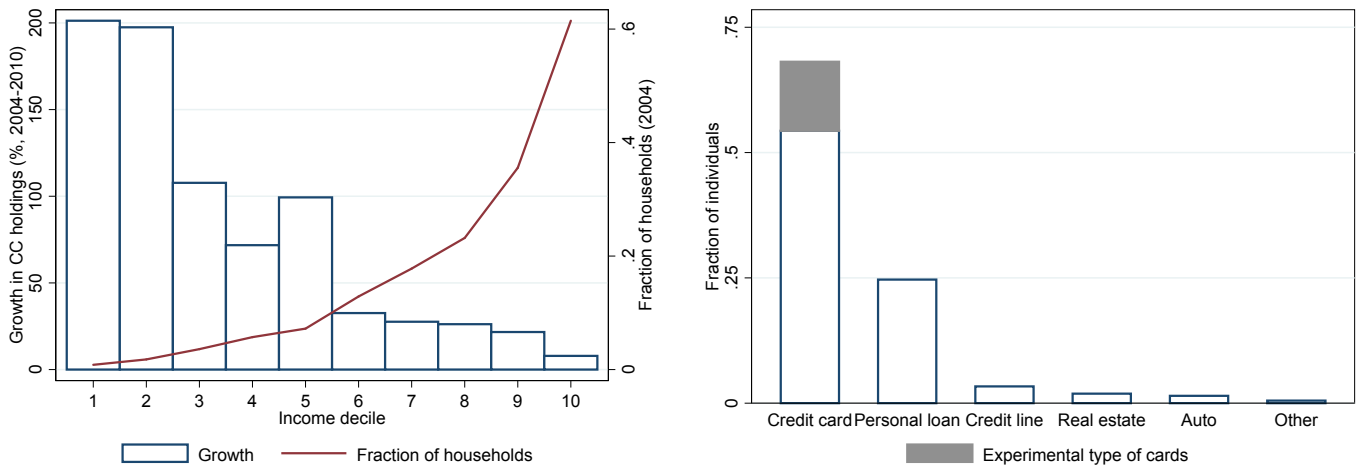 Growth in CC holdings (%, 2004-2010)
200
150
100
50
0
Fraction of households (2004)
.6
.4
.2
0
1 2 3 4 5 6 7 8 9 10
Income decile
Growth Fraction of households
Fraction of individuals
.75
.5
.25
0
Credit card Personal loan Credit line Real estate Auto Other
Experimental type of cards